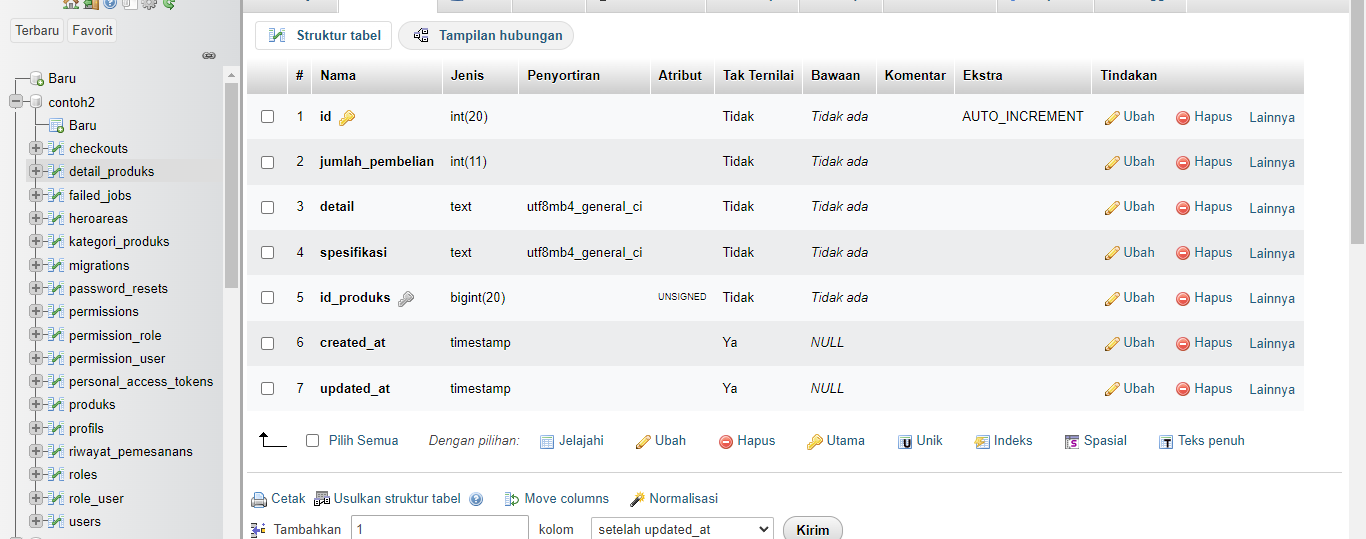 Terbaru Favorit
Baru
contoh2
Baru
checkouts
detail_produks
failed_jobs
heroareas
kategori_produks
migrations
password_resets
permissions
permission_role
permission_user
personal_access_tokens
produks
profils
riwayat_pemesanans
roles
role_user
users
Struktur tabel Tampilan hubungan
# Nama Jenis Penyortiran Atribut Tak Ternilai Bawaan Komentar Ekstra Tindakan
1 id int(20) Tidak Tidak ada AUTO_INCREMENT Ubah Hapus Lainnya
2 jumlah_pembelian int(11) Tidak Tidak ada Ubah Hapus Lainnya
3 detail text utf8mb4_general_ci Tidak Tidak ada Ubah Hapus Lainnya
4 spesifikasi text utf8mb4_general_ci Tidak Tidak ada Ubah Hapus Lainnya
5 id_produks bigint(20) UNSIGNED Tidak Tidak ada Ubah Hapus Lainnya
6 created_at timestamp Ya NULL Ubah Hapus Lainnya
7 updated_at timestamp Ya NULL Ubah Hapus Lainnya
Pilih Semua Dengan pilihan: Jelajahi Ubah Hapus Utama Unik Indeks Spasial Teks penuh
Cetak Usulkan struktur tabel Move columns Normalisasi
Tambahkan 1 kolom setelah updated_at Kirim